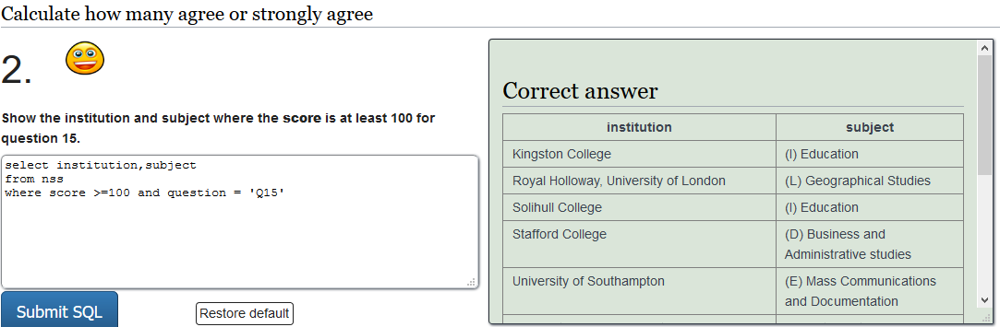 Calculate how many agree or strongly agree
2.
Show the institution and subject where the score is at least 100 for
question 15.
select institution,subject
from nss
where score >=100 and question = 'Q15'
Submit SQL
Restore default
Correct answer
institution subject
Kingston College (I) Education
Royal Holloway, University of London (L) Geographical Studies
Solihull College (I) Education
Stafford College (D) Business and
Administrative studies
University of Southampton (E) Mass Communications
and Documentation